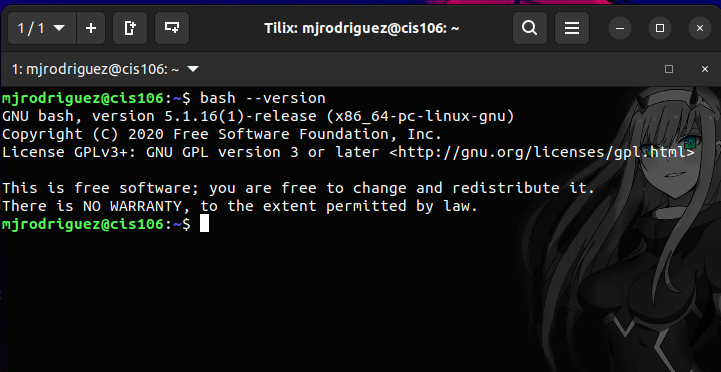 1 / 1
Tilix: mjrodriguez@cis106: ~
1: mjrodriguez@cis106: ~
mjrodriguez@cis106:~$ bash --version
GNU bash, version 5.1.16(1)-release (x86_64-pc-linux-gnu)
Copyright (C) 2020 Free Software Foundation, Inc.
License GPLv3+: GNU GPL version 3 or later <http://gnu.org/licenses/gpl.html>
This is free software; you are free to change and redistribute it.
There is NO WARRANTY, to the extent permitted by law.
mjrodriguez@cis106:~$